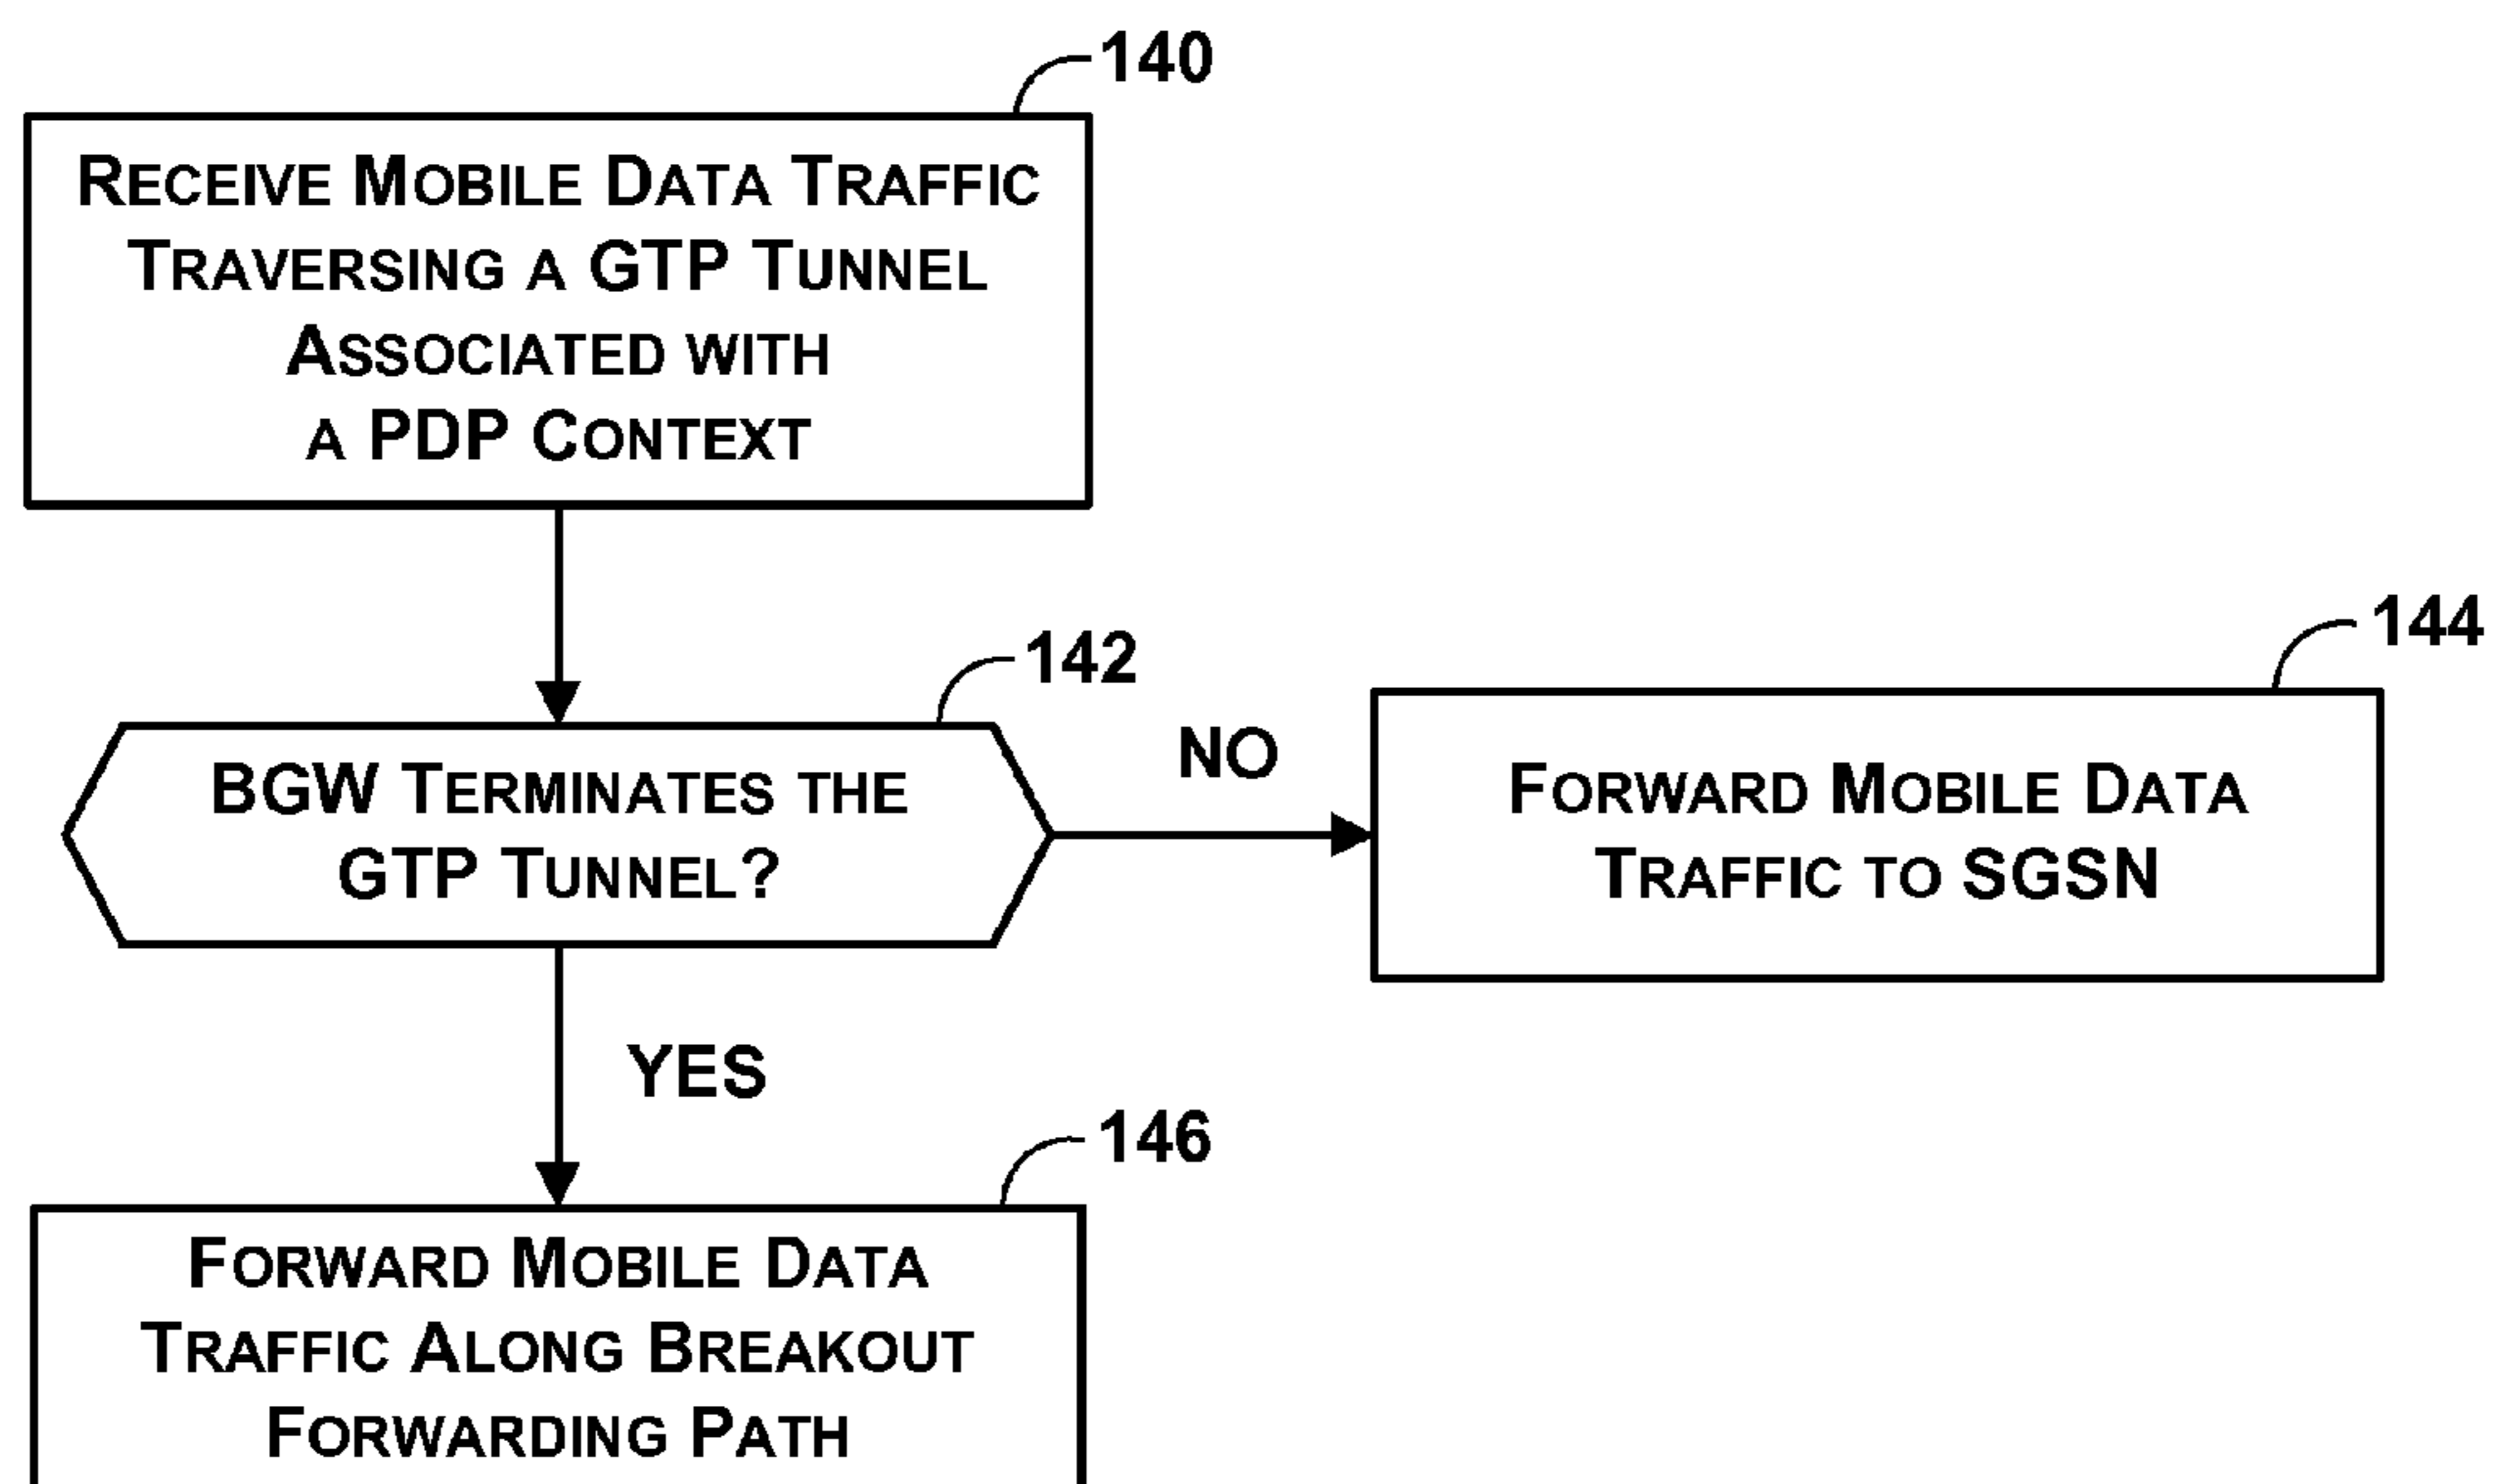 140
RECEIVE MOBILE DATA TRAFFIC
TRAVERSING A GTP TUNNEL
ASSOCIATED WITH
A PDP CONTEXT
142
BGW TERMINATES THE
GTP TUNNEL?
NO
144
FORWARD MOBILE DATA
TRAFFIC TO SGSN
YES
146
FORWARD MOBILE DATA
TRAFFIC ALONG BREAKOUT
FORWARDING PATH